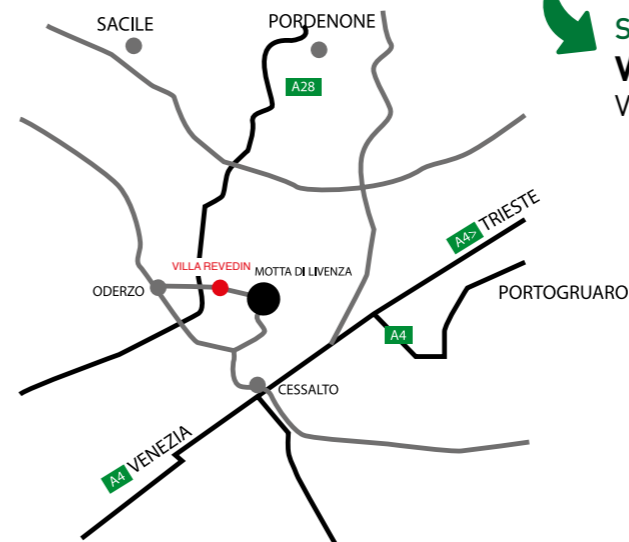 SACILE
PORDENONE
A28
A4> TRIESTE
VILLA REVEDIN
MOTTA DI LIVENZA
ODERZO
PORTOGRUARO
A4
CESSALTO
A4 VENEZIA